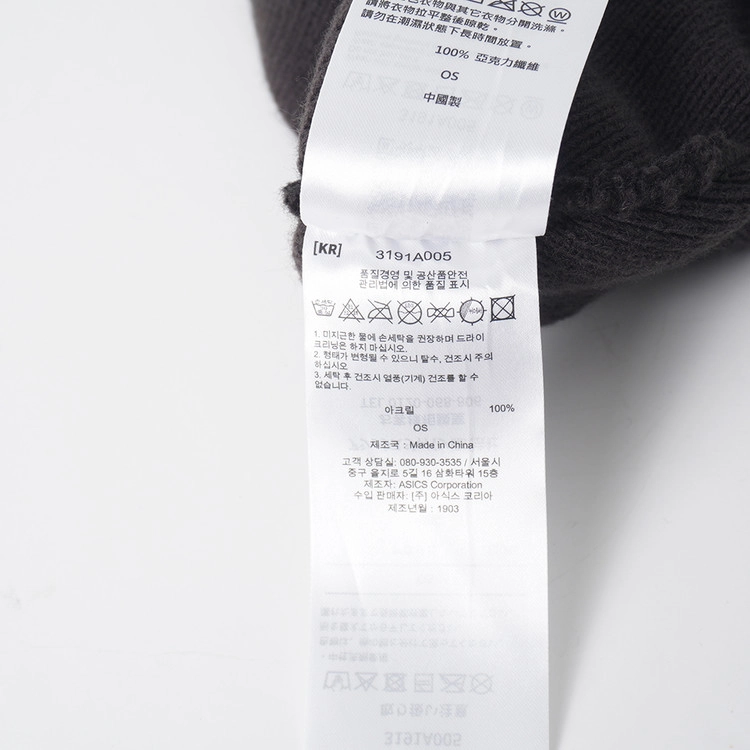 衣物與其它衣物分開洗滌。
請將衣物拉平整後晾乾。
請勿在潮濕狀態下長時間放置。
100% 亞克力纖維
OS
中國製
[KR] 3191A005
품질경영 및 공산품안전
관리법에 의한 품질 표시
1. 미지근한 물에 손세탁을 권장하며 드라이
크리닝은 하지 마십시오.
2. 형태가 변형될 수 있으니 탈수, 건조시 주의
하십시오
3. 세탁 후 건조시 열풍(기계) 건조를 할 수
없습니다.
아크릴 100%
OS
제조국 : Made in China
고객 상담실: 080-930-3535 / 서울시
중구 을지로 5길 16 삼화타워 15층
제조자: ASICS Corporation
수입 판매자: [주] 아식스 코리아
제조년월 : 1903